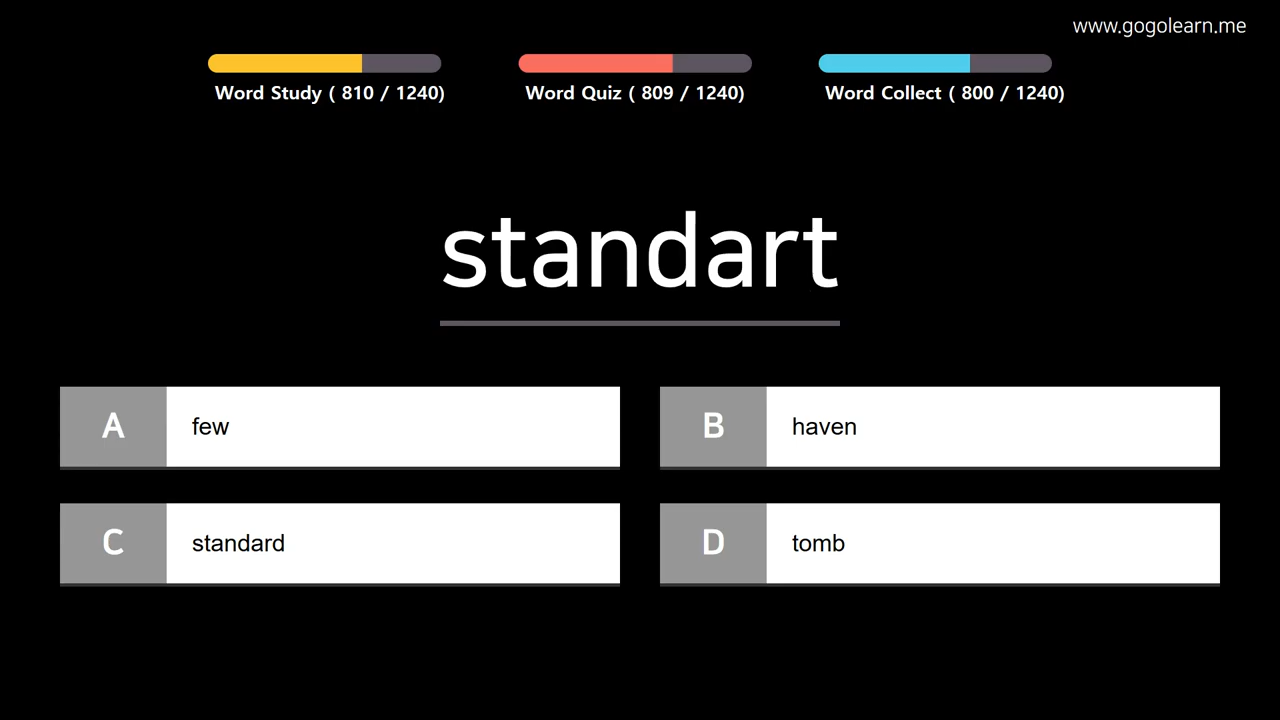 www.gogolearn.me
Word Study ( 810 / 1240)
Word Quiz ( 809 / 1240)
Word Collect ( 800 / 1240)
standart
A few
B haven
C standard
D tomb